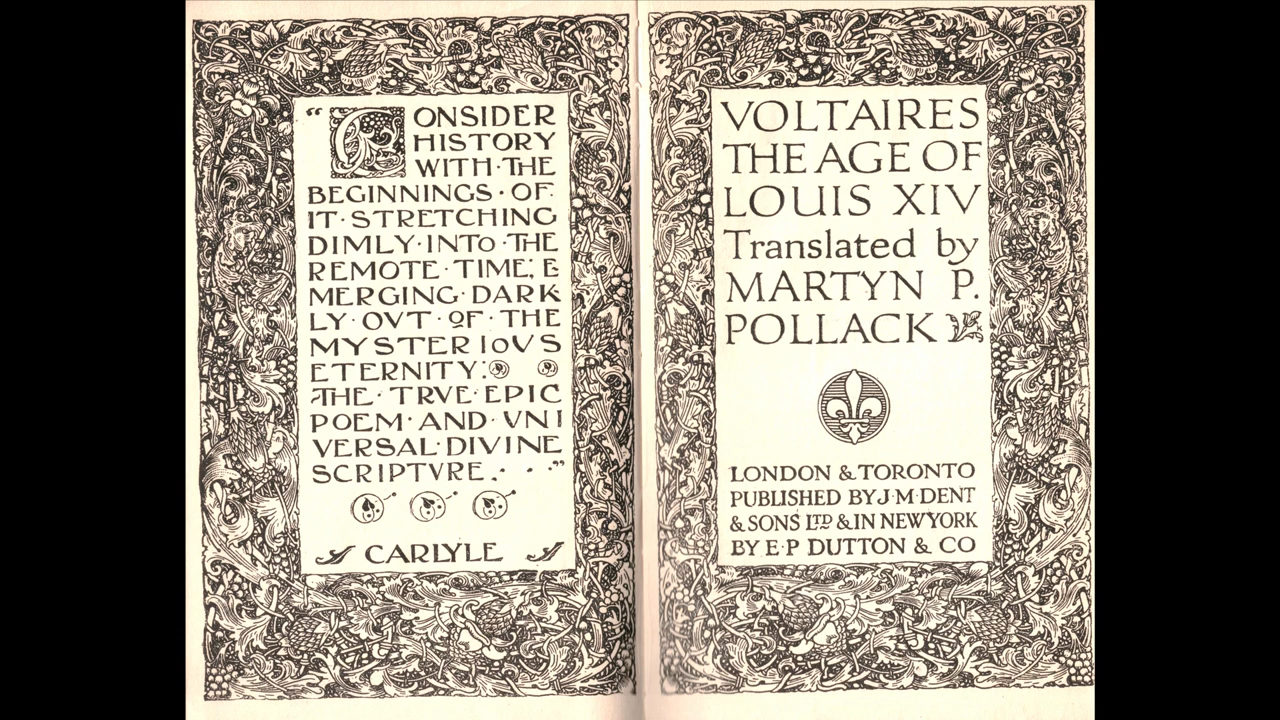 “CONSIDER
HISTORY
WITH·THE
BEGINNINGS·OF·
IT·STRETCHING
DIMLY·INTO·THE
REMOTE·TIME; &
MERGING·DARK
LY·OVT·OF·THE
MYSTERIOVS
ETERNITY:
THE·TRVE·EPIC
POEM·AND·VNI
VERSAL·DIVINE
SCRIPTVRE. · ·”
CARLYLE
VOLTAIRES
THE AGE OF
LOUIS XIV
Translated by
MARTYN P.
POLLACK
LONDON & TORONTO
PUBLISHED BY J·M·DENT
& SONS LTD & IN NEW YORK
BY E·P DUTTON & CO